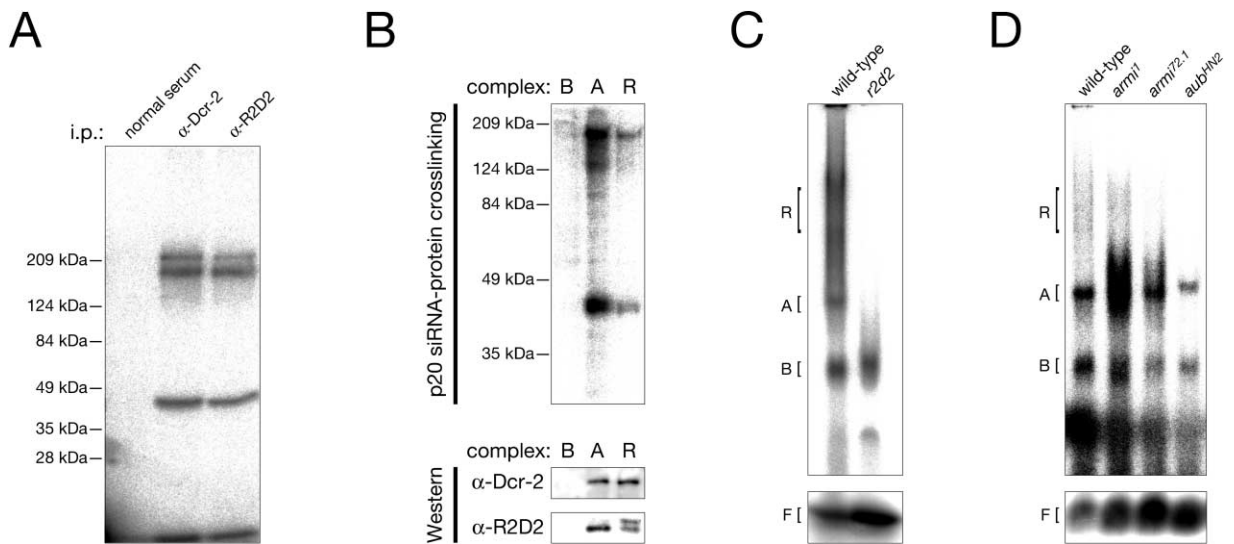 A
i.p.:
normal serum
α-Dcr-2
α-R2D2
209 kDa
124 kDa
84 kDa
49 kDa
35 kDa
28 kDa
B
p20 siRNA-protein crosslinking
complex: B A R
209 kDa
124 kDa
84 kDa
49 kDa
35 kDa
Western
complex: B A R
α-Dcr-2
α-R2D2
C
wild-type
r2d2
R
A
B
F
D
wild-type
armi¹
armi⁷²·¹
aubᴴᴺ²
R
A
B
F